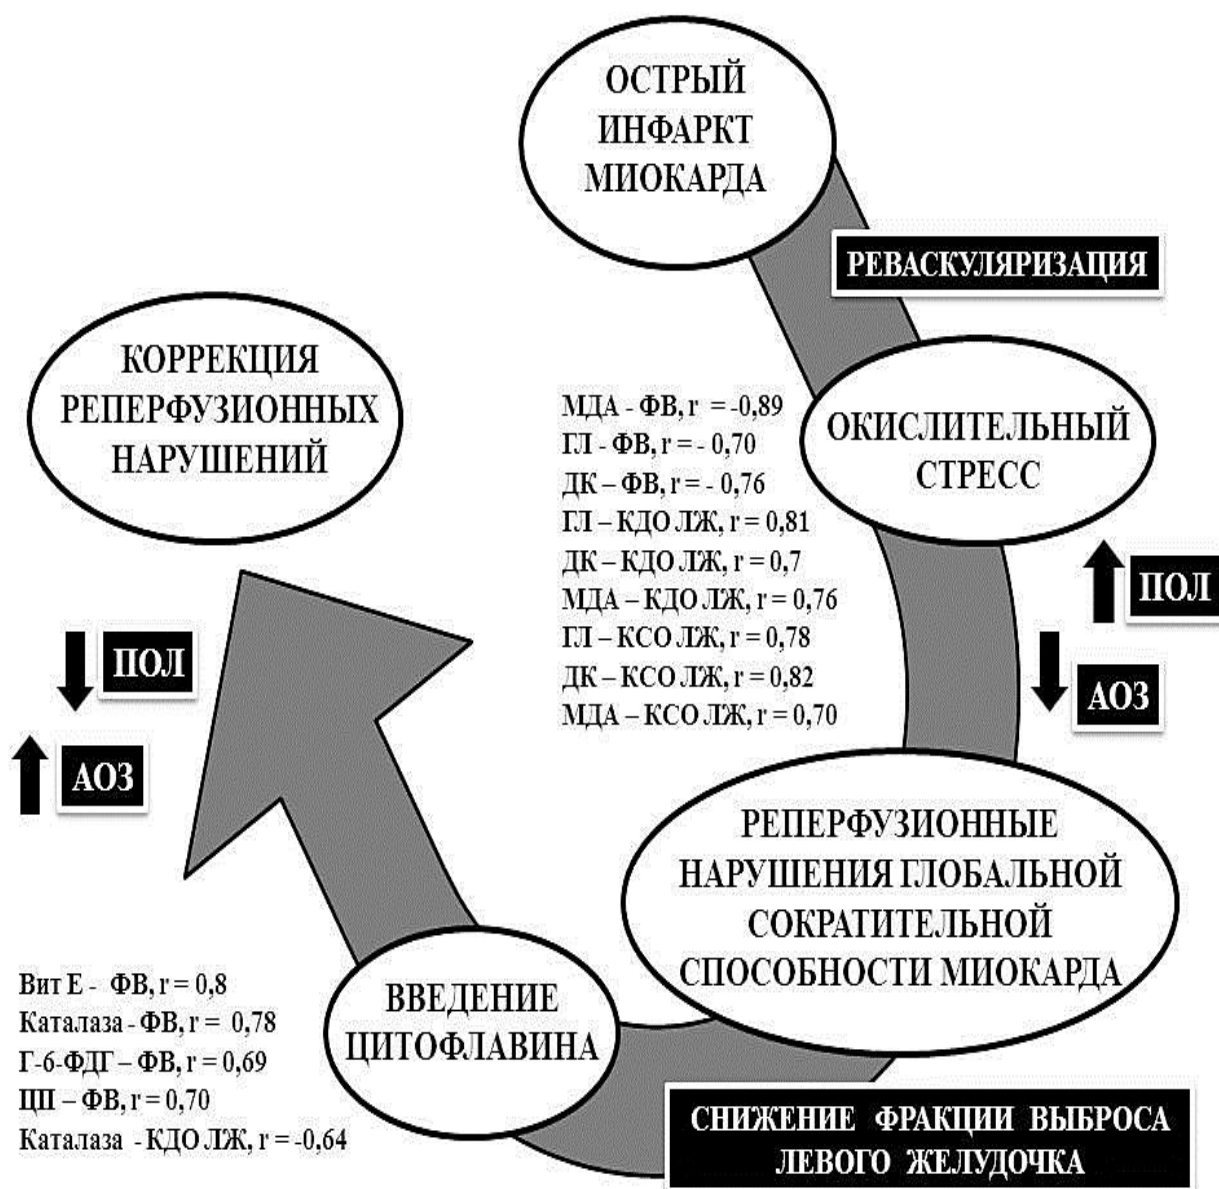 ОСТРЫЙ
ИНФАРКТ
МИОКАРДА
РЕВАСКУЛЯРИЗАЦИЯ
ОКИСЛИТЕЛЬНЫЙ
СТРЕСС
МДА - ФВ, r = -0,89
ГЛ - ФВ, r = - 0,70
ДК – ФВ, r = - 0,76
ГЛ – КДО ЛЖ, r = 0,81
ДК – КДО ЛЖ, r = 0,7
МДА – КДО ЛЖ, r = 0,76
ГЛ – КСО ЛЖ, r = 0,78
ДК – КСО ЛЖ, r = 0,82
МДА – КСО ЛЖ, r = 0,70
ПОЛ
АОЗ
РЕПЕРФУЗИОННЫЕ
НАРУШЕНИЯ ГЛОБАЛЬНОЙ
СОКРАТИТЕЛЬНОЙ
СПОСОБНОСТИ МИОКАРДА
СНИЖЕНИЕ ФРАКЦИИ ВЫБРОСА
ЛЕВОГО ЖЕЛУДОЧКА
ВВЕДЕНИЕ
ЦИТОФЛАВИНА
Вит Е - ФВ, r = 0,8
Каталаза - ФВ, r = 0,78
Г-6-ФДГ – ФВ, r = 0,69
ЦП – ФВ, r = 0,70
Каталаза - КДО ЛЖ, r = -0,64
ПОЛ
АОЗ
КОРРЕКЦИЯ
РЕПЕРФУЗИОННЫХ
НАРУШЕНИЙ